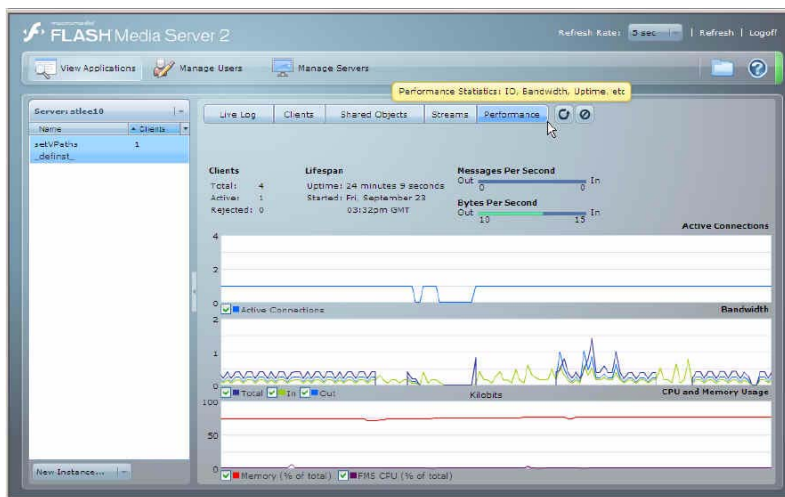 macromedia
FLASH Media Server 2
Refresh Rate: 5 sec | Refresh | Logoff
View Applications
Manage Users
Manage Servers
Performance Statistics: IO, Bandwidth, Uptime, etc
Server: stlee10
Live Log
Clients
Shared Objects
Streams
Performance
Name
Clients
setVPaths 1
_definst_
Clients
Total: 4
Active: 1
Rejected: 0
Lifespan
Uptime: 24 minutes 9 seconds
Started: Fri, September 23
03:32pm GMT
Messages Per Second
Out In
0 0
Bytes Per Second
Out In
10 15
Active Connections
4
2
0
Active Connections
Bandwidth
2
1
0
Total In Out
Kilobits
CPU and Memory Usage
100
50
0
Memory (% of total) FMS CPU (% of total)
New Instance...